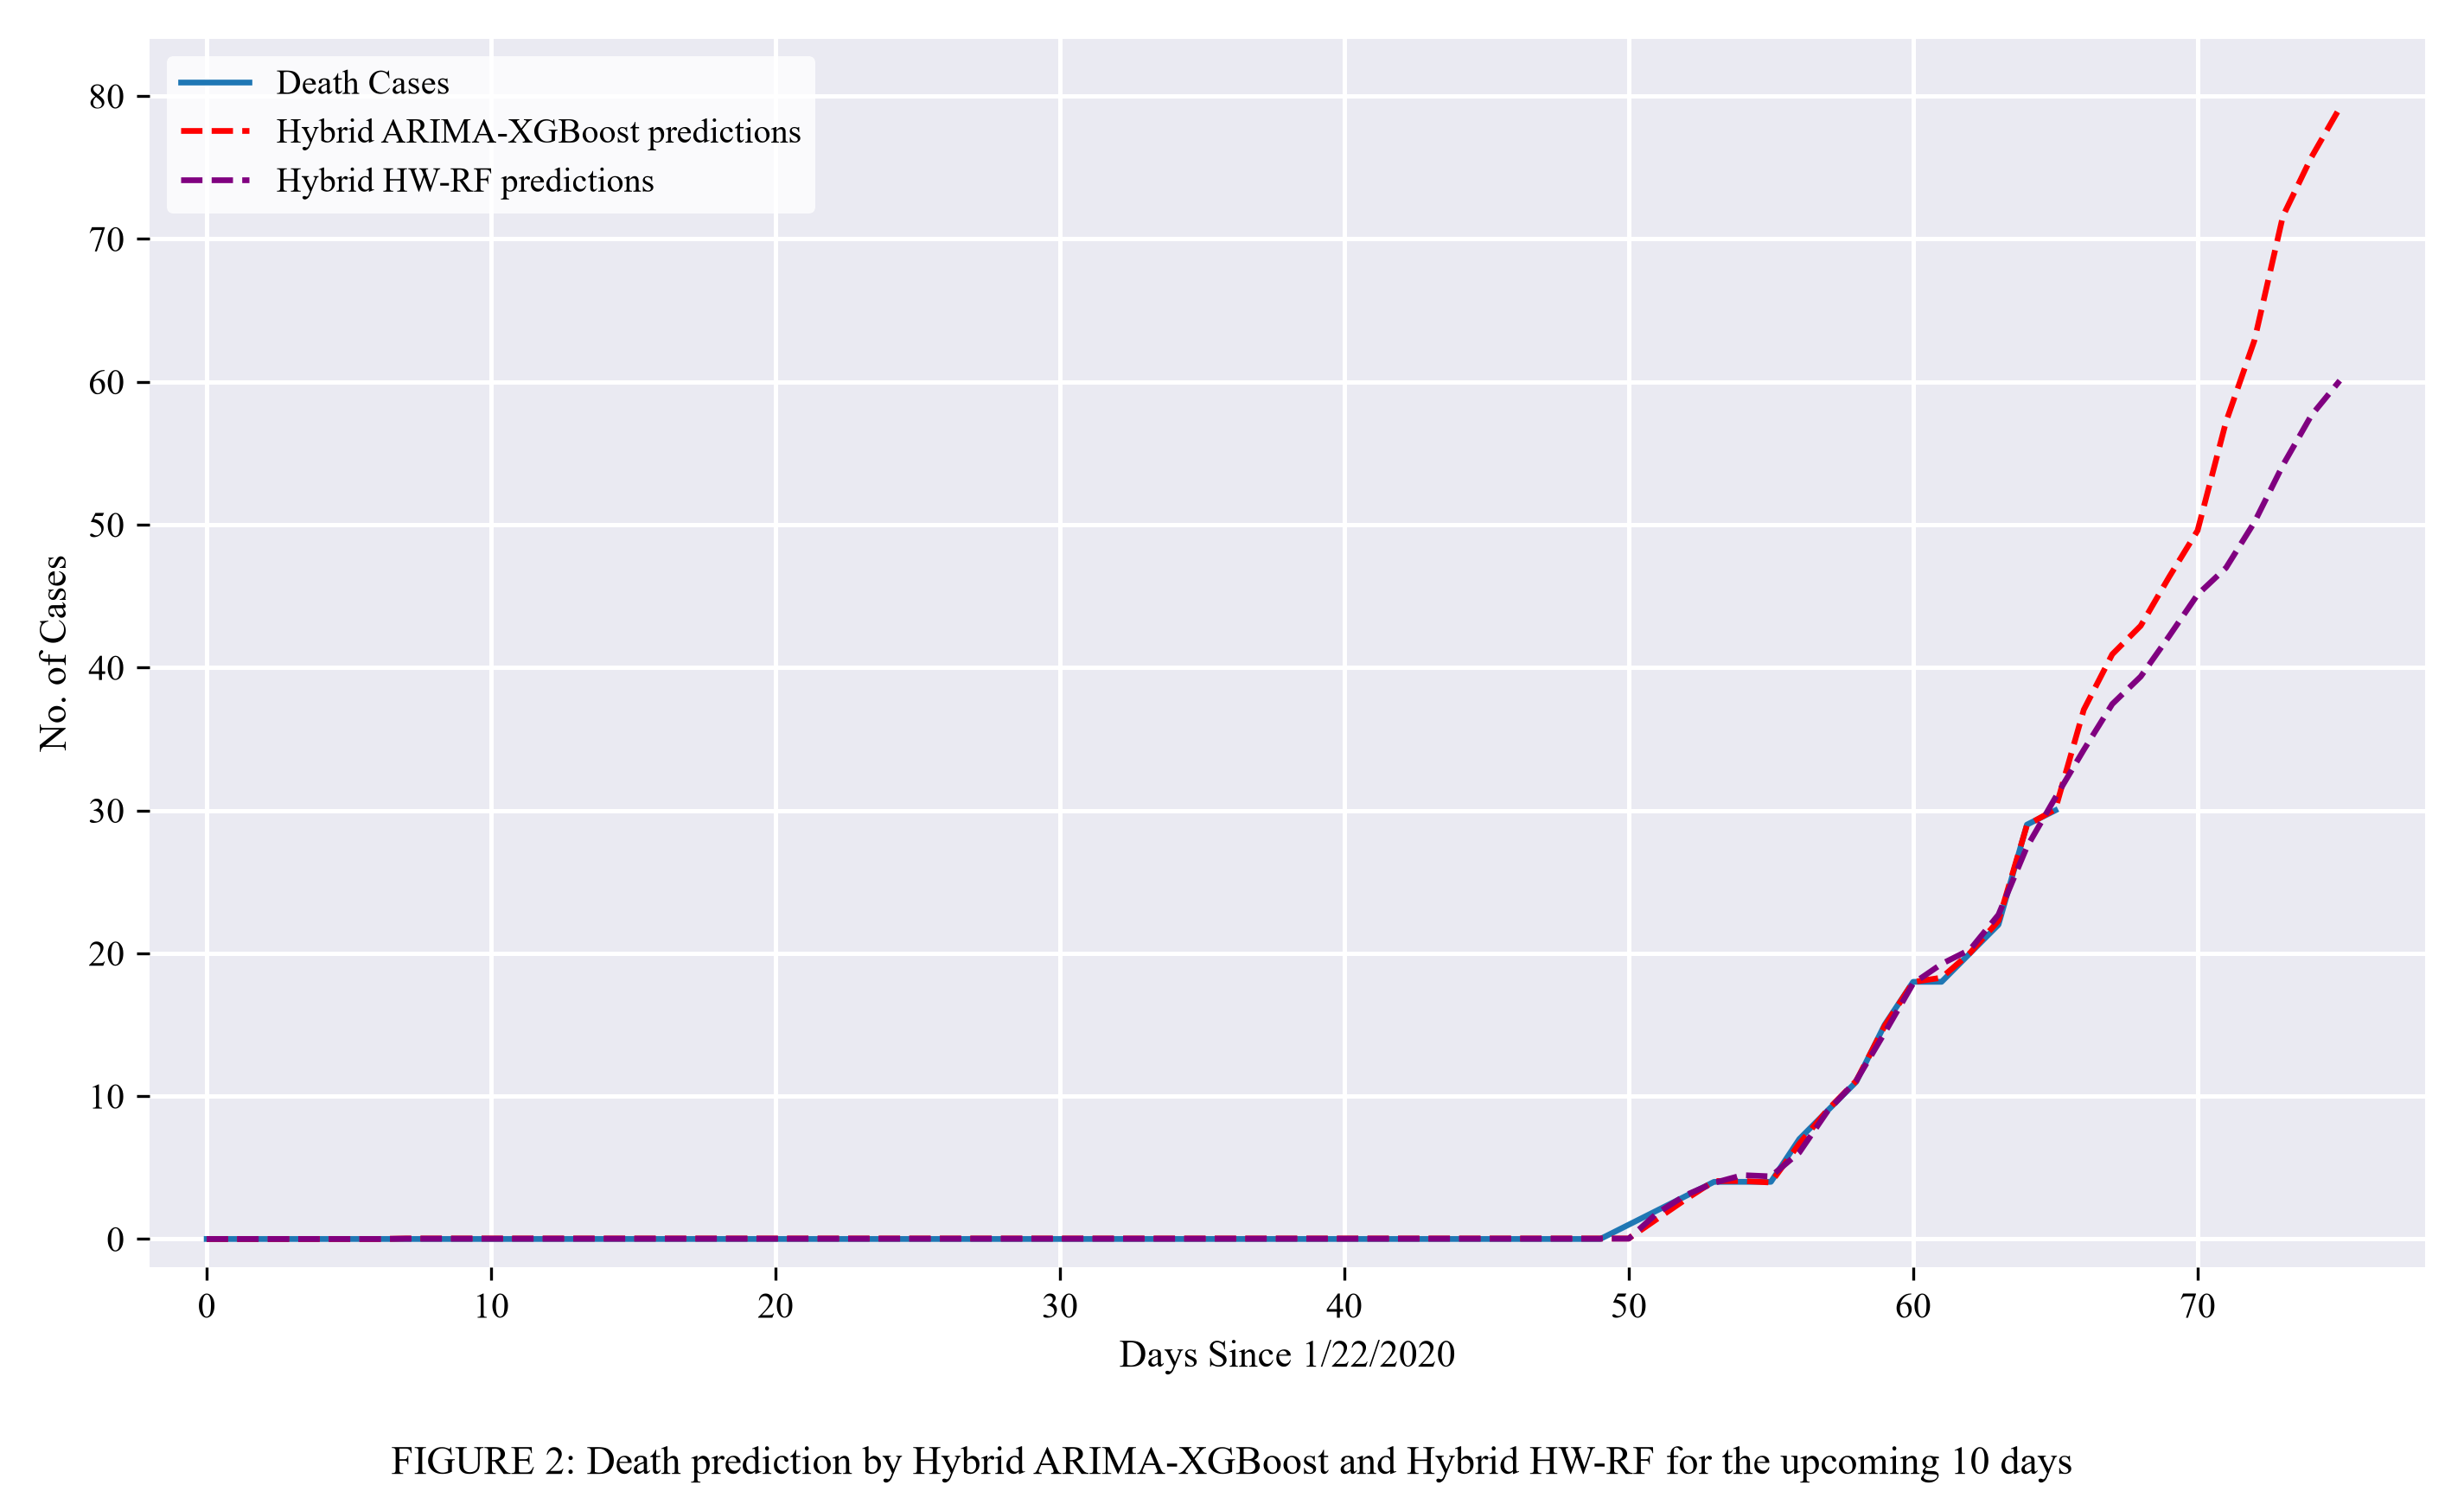 Death Cases
Hybrid ARIMA-XGBoost predictions
Hybrid HW-RF predictions
80
70
60
50
40
30
20
10
0
No. of Cases
0 10 20 30 40 50 60 70
Days Since 1/22/2020
FIGURE 2: Death prediction by Hybrid ARIMA-XGBoost and Hybrid HW-RF for the upcoming 10 days